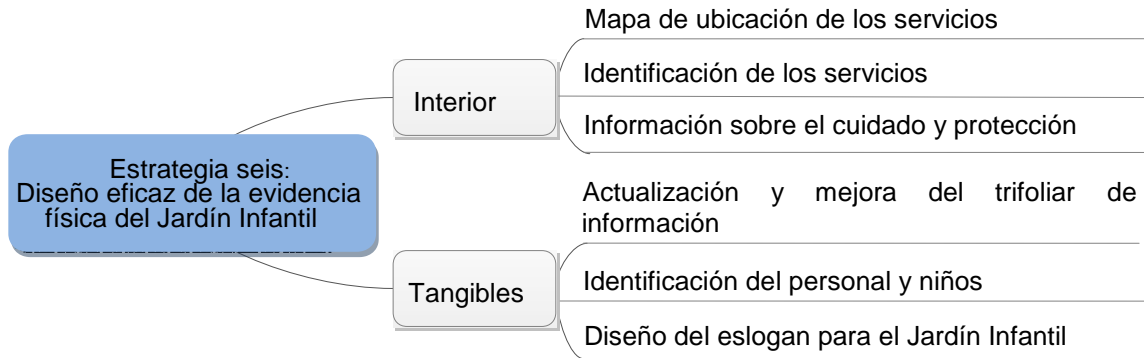 Estrategia seis:
Diseño eficaz de la evidencia
física del Jardín Infantil
Interior
Mapa de ubicación de los servicios
Identificación de los servicios
Información sobre el cuidado y protección
Tangibles
Actualización y mejora del trifoliar de
información
Identificación del personal y niños
Diseño del eslogan para el Jardín Infantil